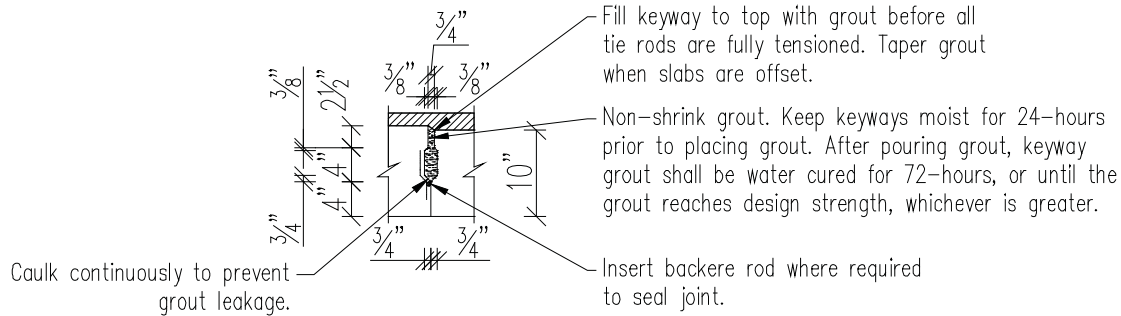 Fill keyway to top with grout before all
tie rods are fully tensioned. Taper grout
when slabs are offset.
3/4"
3/8" 3/8"
3/8"
2 1/2"
4"
4"
3/4"
10"
Non-shrink grout. Keep keyways moist for 24-hours
prior to placing grout. After pouring grout, keyway
grout shall be water cured for 72-hours, or until the
grout reaches design strength, whichever is greater.
3/4" 3/4"
Caulk continuously to prevent
grout leakage.
Insert backere rod where required
to seal joint.